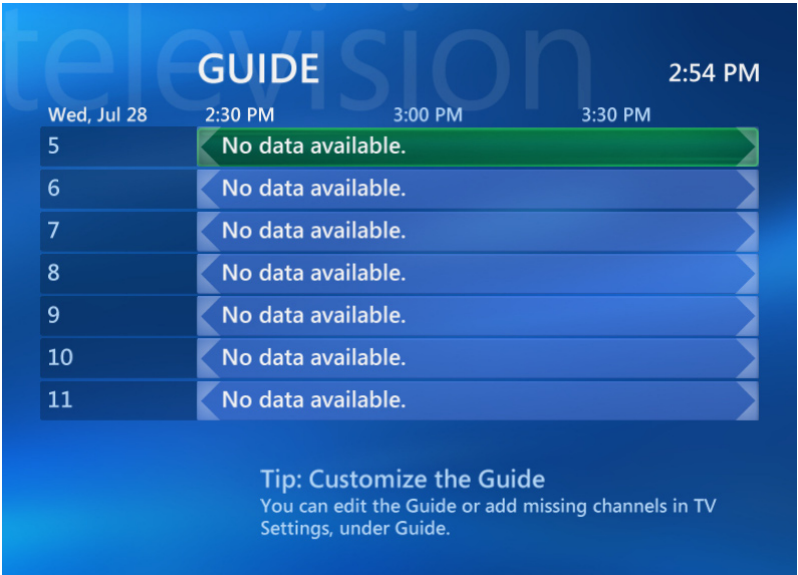 television
GUIDE
2:54 PM
Wed, Jul 28 2:30 PM 3:00 PM 3:30 PM
5 No data available.
6 No data available.
7 No data available.
8 No data available.
9 No data available.
10 No data available.
11 No data available.
Tip: Customize the Guide
You can edit the Guide or add missing channels in TV
Settings, under Guide.